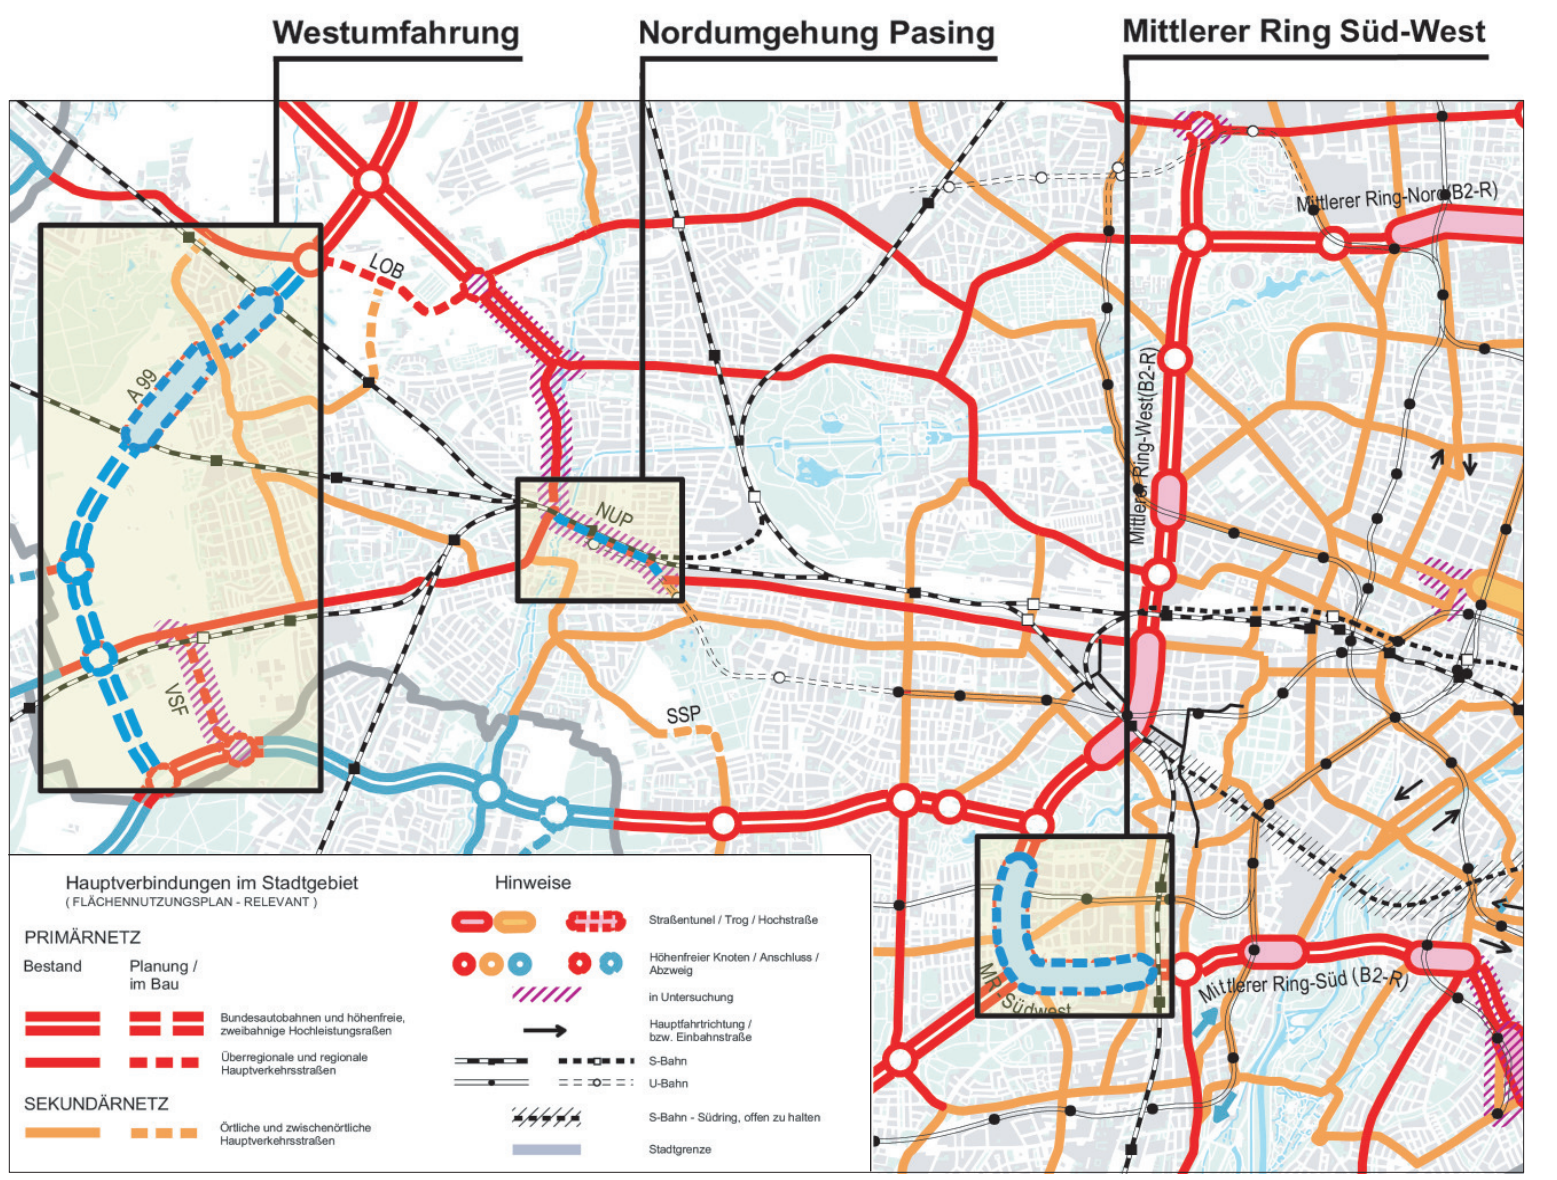 Westumfahrung
Nordumgehung Pasing
Mittlerer Ring Süd-West
Mittlerer Ring-Nord(B2-R)
LOB
A 99
Mittlerer Ring-West(B2-R)
NUP
VSF
SSP
MR-Südwest
Mittlerer Ring-Süd (B2-R)
Hauptverbindungen im Stadtgebiet
( FLÄCHENNUTZUNGSPLAN - RELEVANT )
PRIMÄRNETZ
Bestand
Planung /
im Bau
Bundesautobahnen und höhenfreie,
zweibahnige Hochleistungsraßen
Überregionale und regionale
Hauptverkehrsstraßen
SEKUNDÄRNETZ
Örtliche und zwischenörtliche
Hauptverkehrsstraßen
Hinweise
Straßentunel / Trog / Hochstraße
Höhenfreier Knoten / Anschluss /
Abzweig
in Untersuchung
Hauptfahrtrichtung /
bzw. Einbahnstraße
S-Bahn
U-Bahn
S-Bahn - Südring, offen zu halten
Stadtgrenze